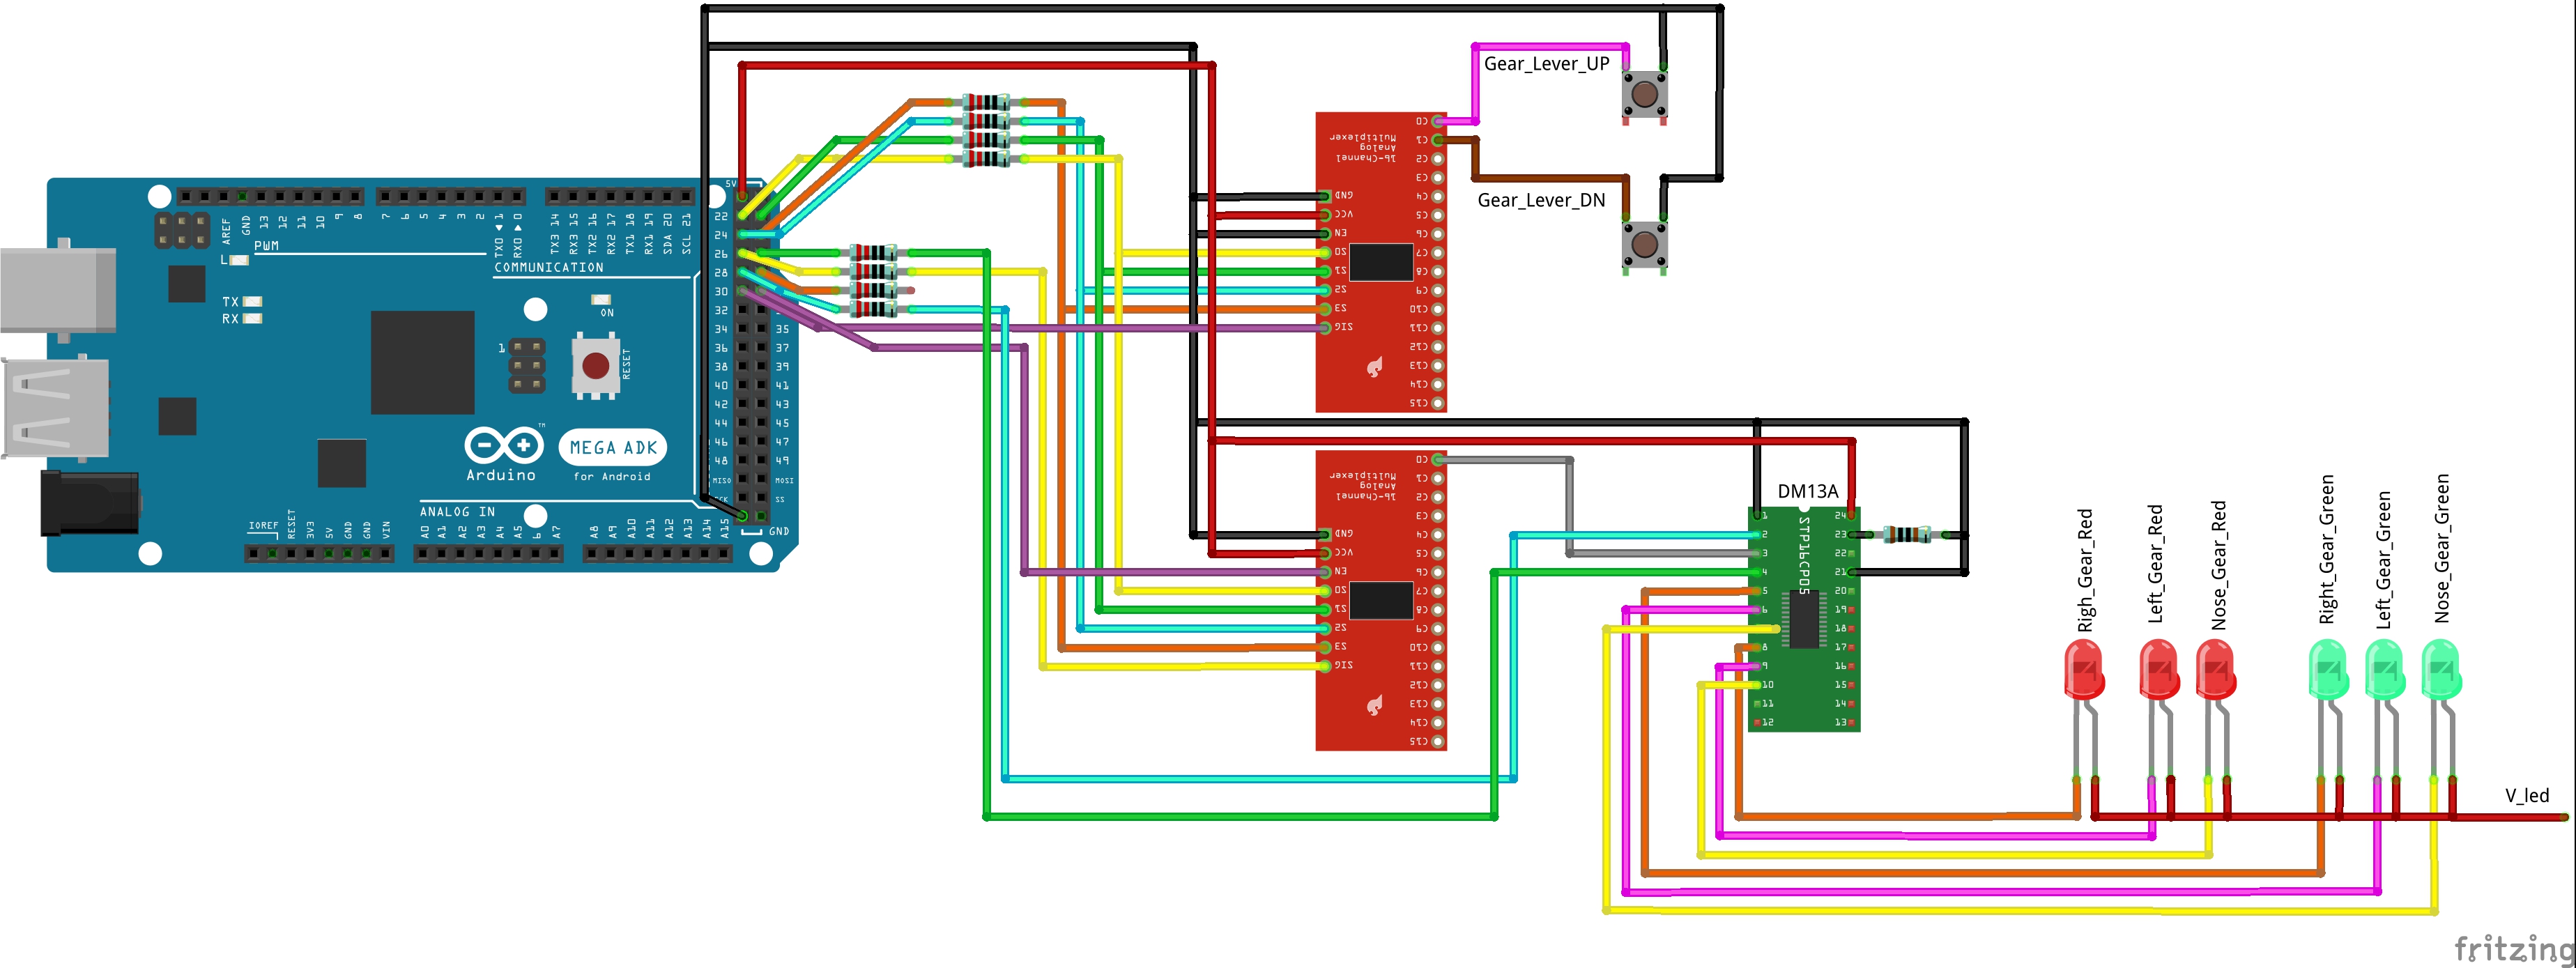 Gear_Lever_UP
Gear_Lever_DN
5V
22
24
26
28
30
32
34
36
38
40
42
44
46
48
MISO
SCK
35
37
39
41
43
45
47
49
MOSI
SS
GND
AREF
GND
13
12
11
10
9
8
7
6
5
4
3
2
TX0 ▶ 1
RX0 ◀ 0
TX3 14
RX3 15
TX2 16
RX2 17
TX1 18
RX1 19
SDA 20
SCL 21
PWM
COMMUNICATION
L
TX
RX
ON
1
RESET
Arduino
™
MEGA ADK
for Android
ANALOG IN
IOREF
RESET
3V3
5V
GND
GND
VIN
A0
A1
A2
A3
A4
A5
6
A7
A8
A9
A10
A11
A12
A13
A14
A15
16-Channel
Analog
Multiplexer
GND
VCC
EN
S0
S1
S2
S3
SIG
C0
C1
C2
C3
C4
C5
C6
C7
C8
C9
C10
C11
C12
C13
C14
C15
16-Channel
Analog
Multiplexer
GND
VCC
EN
S0
S1
S2
S3
SIG
C0
C1
C2
C3
C4
C5
C6
C7
C8
C9
C10
C11
C12
C13
C14
C15
DM13A
STP16CP05
1
2
3
4
5
6
8
9
10
11
12
24
23
22
21
20
19
18
17
16
15
14
13
Righ_Gear_Red
Left_Gear_Red
Nose_Gear_Red
Right_Gear_Green
Left_Gear_Green
Nose_Gear_Green
V_led
fritzing